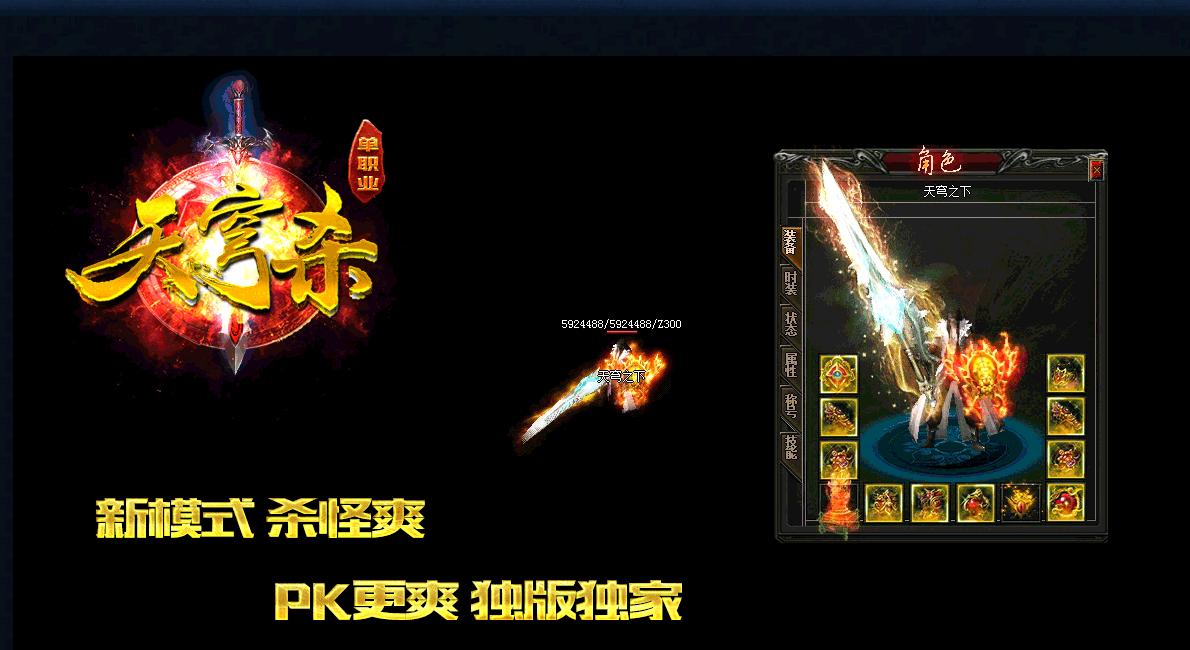 单职业
天穹杀
角色
天穹之下
装备
时装
状态
属性
称号
技能
5924488/5924488/Z300
天穹之下
新模式 杀怪爽
PK更爽 独版独家